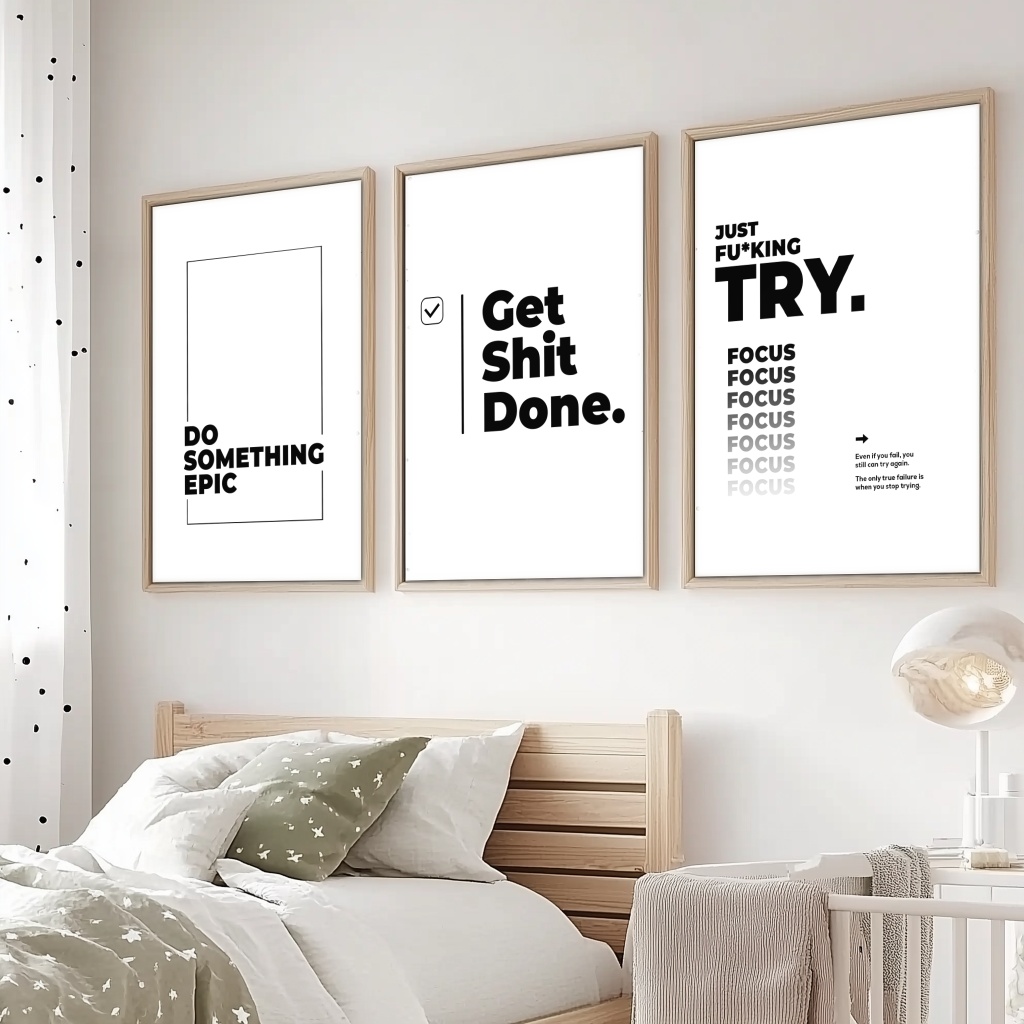 DO
SOMETHING
EPIC
Get
Shit
Done.
JUST
FU*KING
TRY.
FOCUS
FOCUS
FOCUS
FOCUS
FOCUS
FOCUS
FOCUS
Even if you fail, you
still can try again.
The only true failure is
when you stop trying.